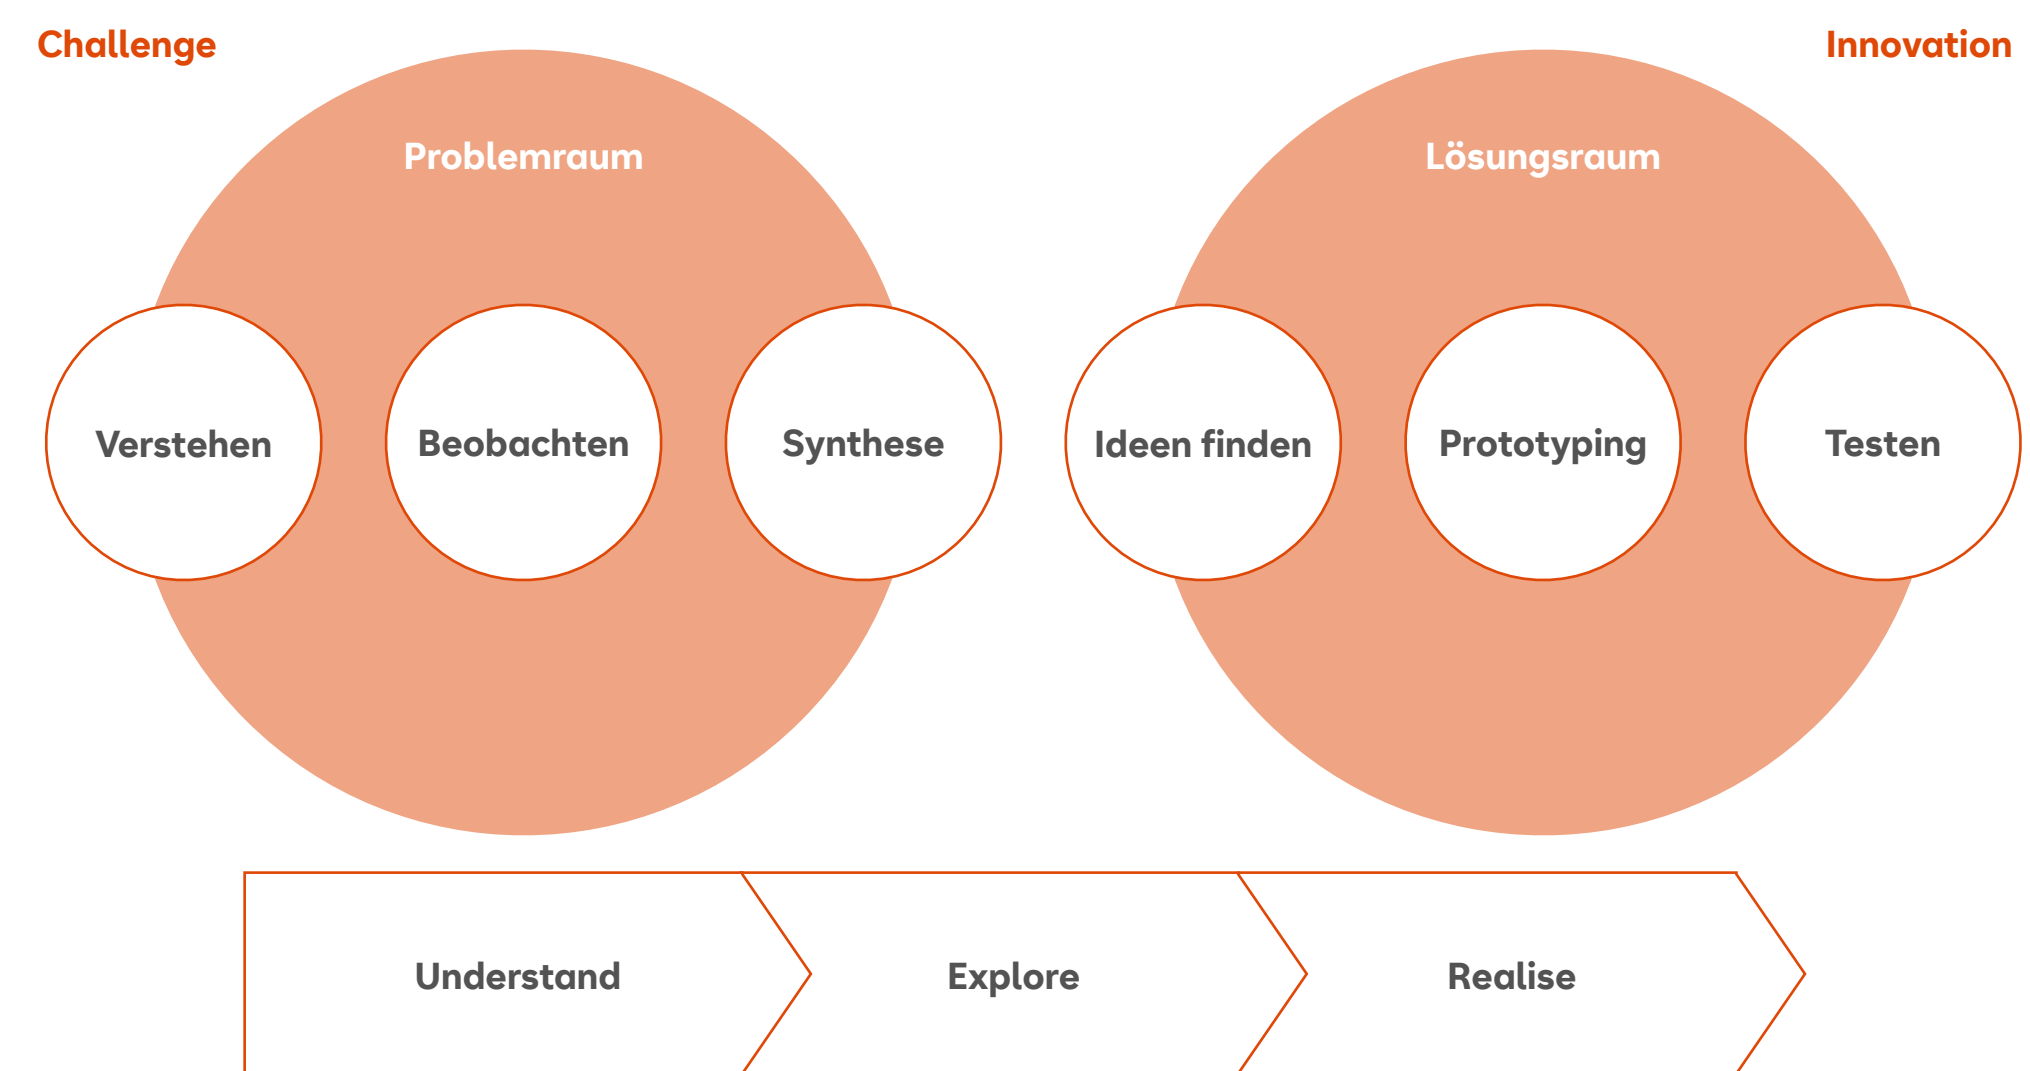 Challenge
Innovation
Problemraum
Lösungsraum
Verstehen
Beobachten
Synthese
Ideen finden
Prototyping
Testen
Understand
Explore
Realise